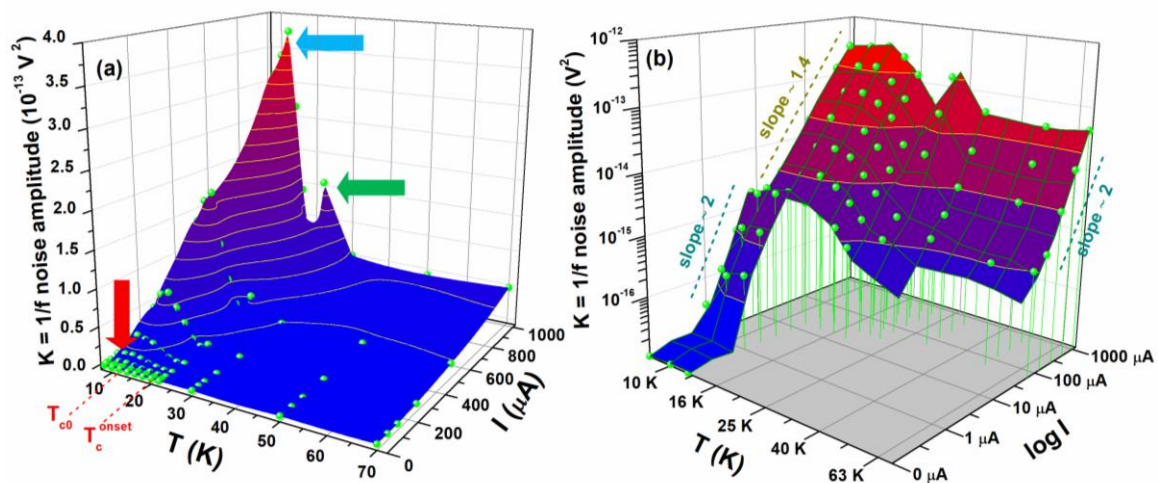 (a)
K = 1/f noise amplitude (10⁻¹³ V²)
4.0
3.5
3.0
2.5
2.0
1.5
1.0
0.5
0.0
10
20
30
40
50
60
70
T (K)
0
200
400
600
800
1000
I (μA)
T_c0
T_c^onset
(b)
K = 1/f noise amplitude (V²)
10⁻¹²
10⁻¹³
10⁻¹⁴
10⁻¹⁵
10⁻¹⁶
slope ~ 2
slope ~ 1.4
slope ~ 2
10 K
16 K
25 K
40 K
63 K
T (K)
0 μA
1 μA
10 μA
100 μA
1000 μA
log I